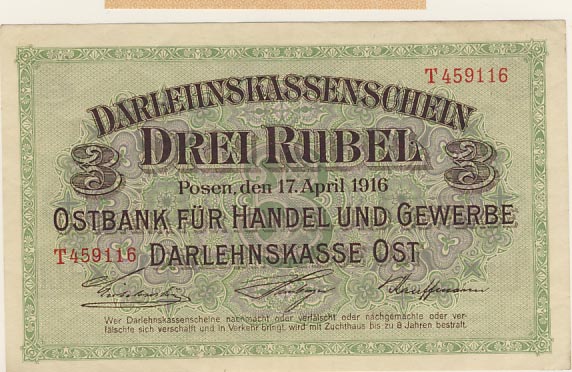 T459116
DARLEHNSKASSENSCHEIN
3 DREI RUBEL 3
Posen, den 17. April 1916
OSTBANK FÜR HANDEL UND GEWERBE
T459116 DARLEHNSKASSE OST
Kauffmann
Wer Darlehnskassenscheine nachmacht oder verfälscht oder nachgemachte oder ver-
fälschte sich verschafft und in Verkehr bringt, wird mit Zuchthaus bis zu 8 Jahren bestraft.